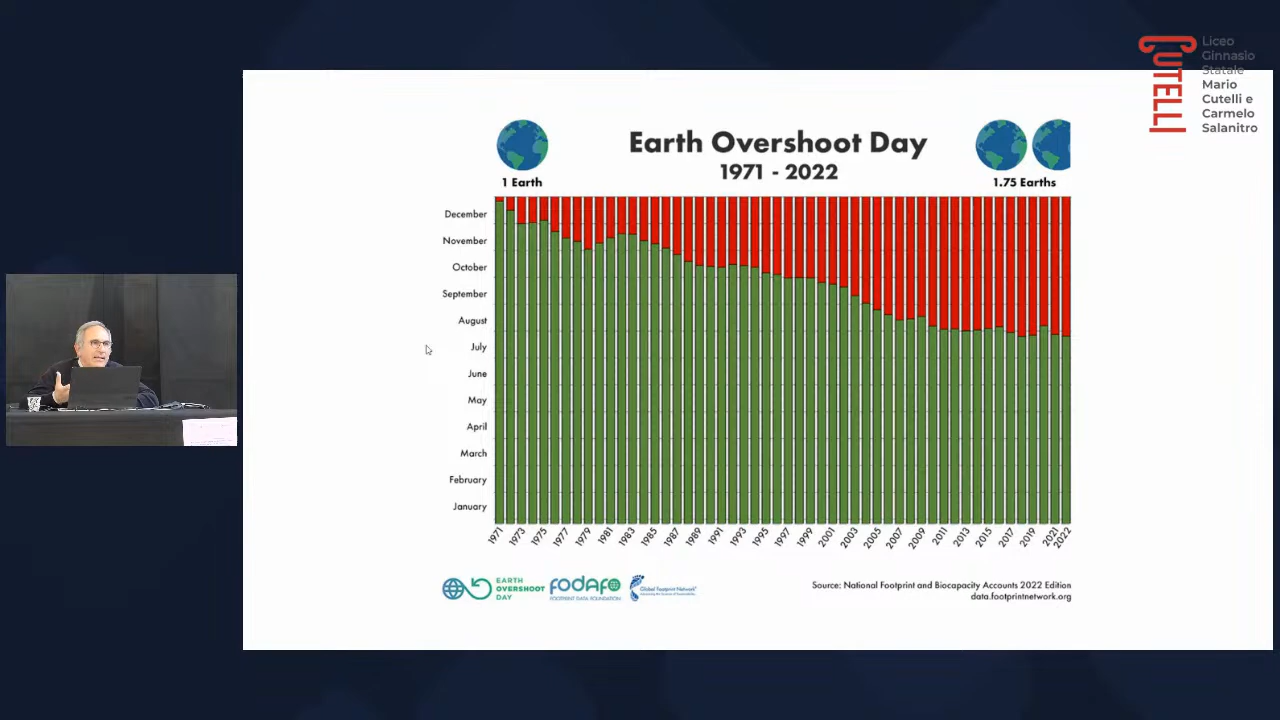 CUTELLI
Liceo
Ginnasio
Statale
Mario
Cutelli e
Carmelo
Salanitro
Earth Overshoot Day
1971 - 2022
1 Earth
1.75 Earths
December
November
October
September
August
July
June
May
April
March
February
January
1971 1973 1975 1977 1979 1981 1983 1985 1987 1989 1991 1993 1995 1997 1999 2001 2003 2005 2007 2009 2011 2013 2015 2017 2019 2021 2022
EARTH
OVERSHOOT
DAY
fodafo
FOOTPRINT DATA FOUNDATION
Global Footprint Network
Source: National Footprint and Biocapacity Accounts 2022 Edition
data.footprintnetwork.org